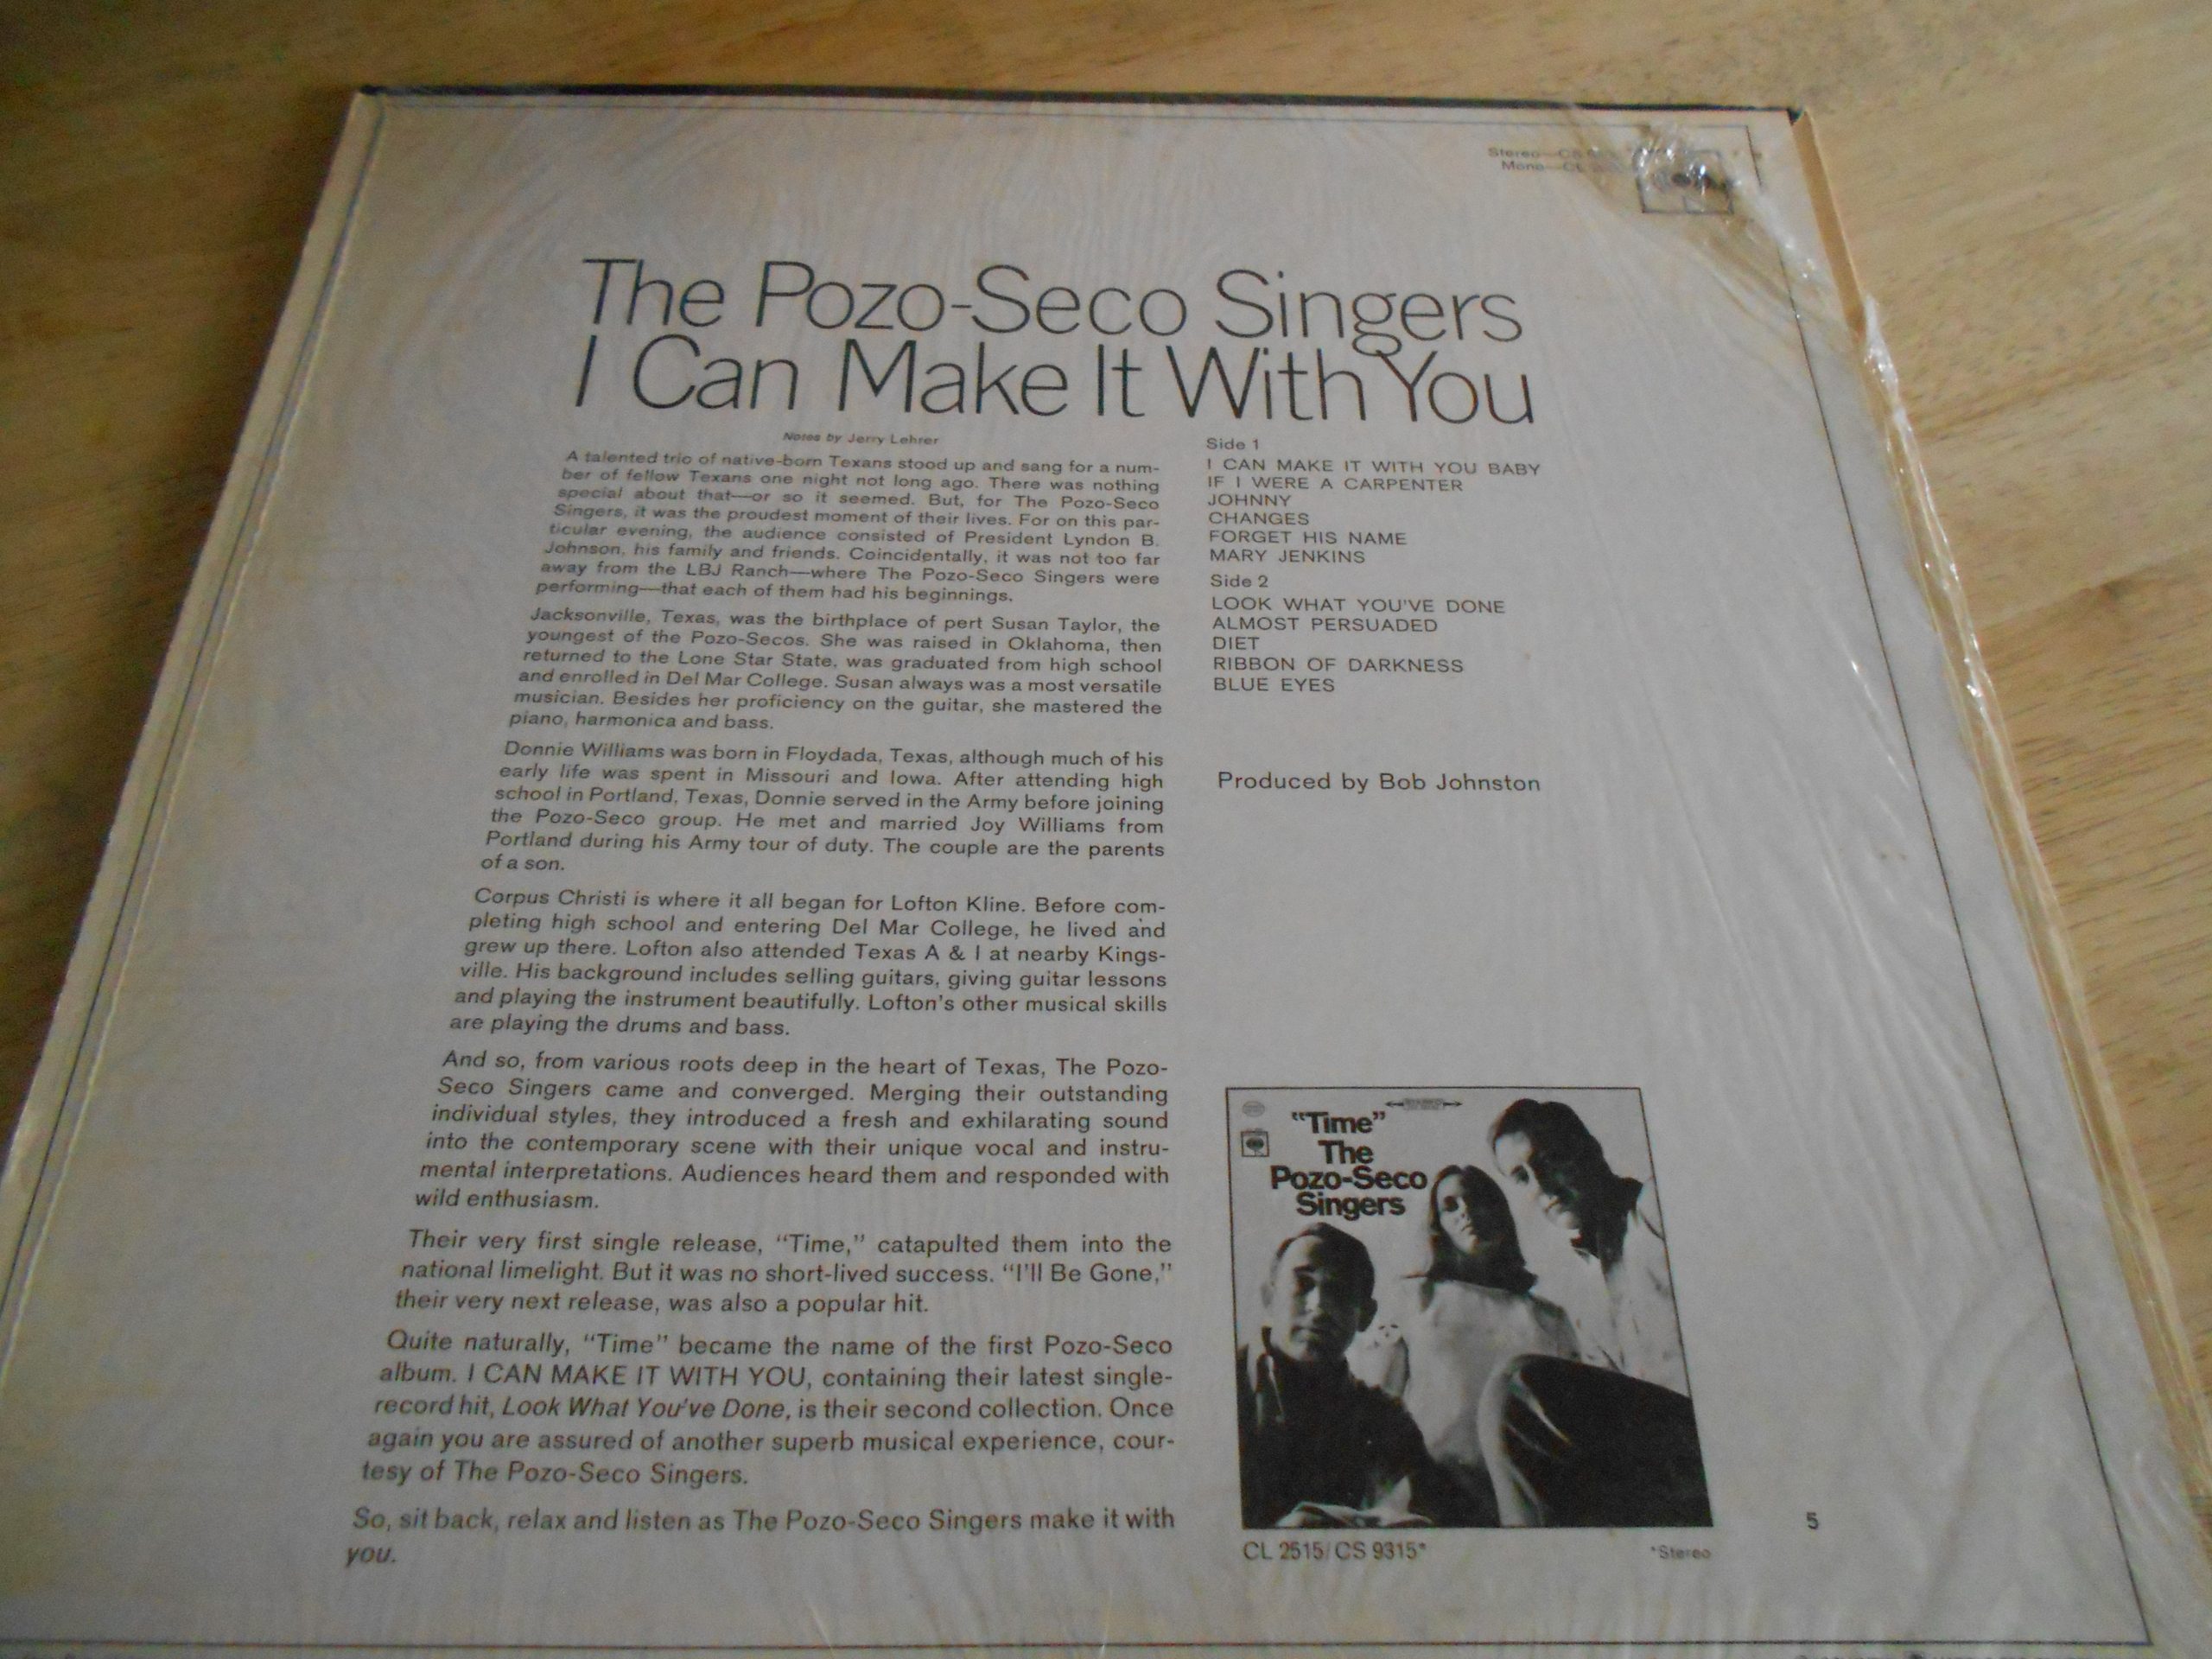 Stereo—CS
Mono—CL
The Pozo-Seco Singers
I Can Make It With You
Notes by Jerry Lehrer
A talented trio of native-born Texans stood up and sang for a num-
ber of fellow Texans one night not long ago. There was nothing
special about that—or so it seemed. But, for The Pozo-Seco
Singers, it was the proudest moment of their lives. For on this par-
ticular evening, the audience consisted of President Lyndon B.
Johnson, his family and friends. Coincidentally, it was not too far
away from the LBJ Ranch—where The Pozo-Seco Singers were
performing—that each of them had his beginnings.
Jacksonville, Texas, was the birthplace of pert Susan Taylor, the
youngest of the Pozo-Secos. She was raised in Oklahoma, then
returned to the Lone Star State, was graduated from high school
and enrolled in Del Mar College. Susan always was a most versatile
musician. Besides her proficiency on the guitar, she mastered the
piano, harmonica and bass.
Donnie Williams was born in Floydada, Texas, although much of his
early life was spent in Missouri and Iowa. After attending high
school in Portland, Texas, Donnie served in the Army before joining
the Pozo-Seco group. He met and married Joy Williams from
Portland during his Army tour of duty. The couple are the parents
of a son.
Corpus Christi is where it all began for Lofton Kline. Before com-
pleting high school and entering Del Mar College, he lived and
grew up there. Lofton also attended Texas A & I at nearby Kings-
ville. His background includes selling guitars, giving guitar lessons
and playing the instrument beautifully. Lofton's other musical skills
are playing the drums and bass.
And so, from various roots deep in the heart of Texas, The Pozo-
Seco Singers came and converged. Merging their outstanding
individual styles, they introduced a fresh and exhilarating sound
into the contemporary scene with their unique vocal and instru-
mental interpretations. Audiences heard them and responded with
wild enthusiasm.
Their very first single release, "Time," catapulted them into the
national limelight. But it was no short-lived success. "I'll Be Gone,"
their very next release, was also a popular hit.
Quite naturally, "Time" became the name of the first Pozo-Seco
album. I CAN MAKE IT WITH YOU, containing their latest single-
record hit, Look What You've Done, is their second collection. Once
again you are assured of another superb musical experience, cour-
tesy of The Pozo-Seco Singers.
So, sit back, relax and listen as The Pozo-Seco Singers make it with
you.
Side 1
I CAN MAKE IT WITH YOU BABY
IF I WERE A CARPENTER
JOHNNY
CHANGES
FORGET HIS NAME
MARY JENKINS
Side 2
LOOK WHAT YOU'VE DONE
ALMOST PERSUADED
DIET
RIBBON OF DARKNESS
BLUE EYES
Produced by Bob Johnston
"Time"
The
Pozo-Seco
Singers
CL 2515/CS 9315*
*Stereo
5